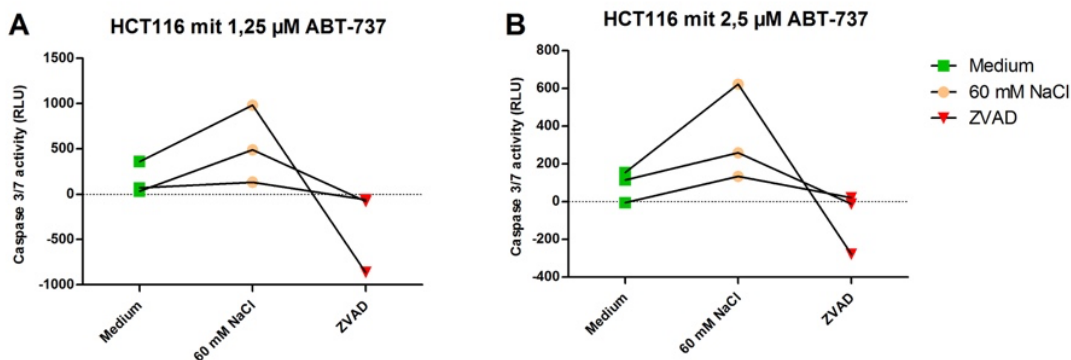 A
HCT116 mit 1,25 µM ABT-737
Caspase 3/7 activity (RLU)
1500
1000
500
0
-500
-1000
Medium
60 mM NaCl
ZVAD
B
HCT116 mit 2,5 µM ABT-737
Caspase 3/7 activity (RLU)
800
600
400
200
0
-200
-400
Medium
60 mM NaCl
ZVAD
Medium
60 mM NaCl
ZVAD